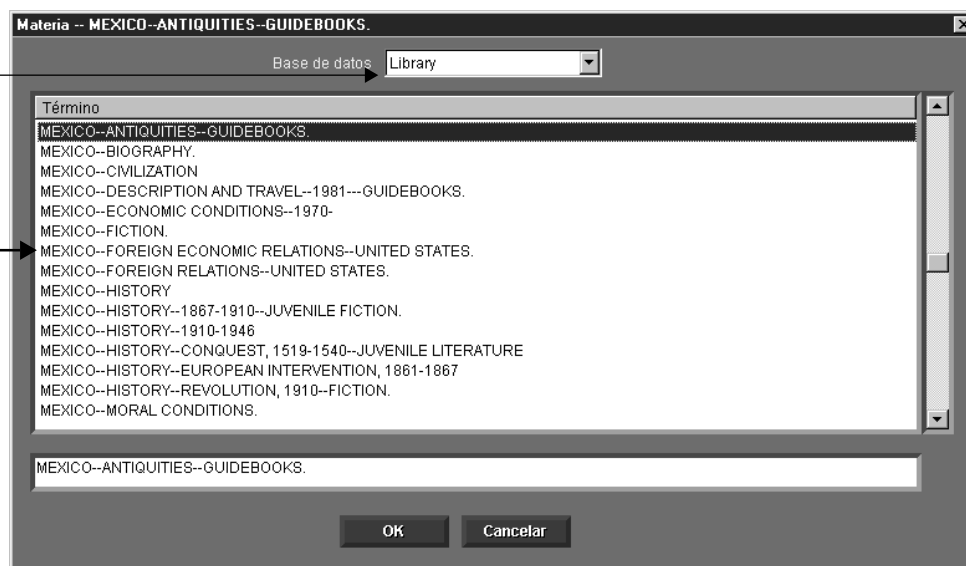 Materia -- MEXICO--ANTIQUITIES--GUIDEBOOKS.
Base de datos Library
Término
MEXICO--ANTIQUITIES--GUIDEBOOKS.
MEXICO--BIOGRAPHY.
MEXICO--CIVILIZATION
MEXICO--DESCRIPTION AND TRAVEL--1981---GUIDEBOOKS.
MEXICO--ECONOMIC CONDITIONS--1970-
MEXICO--FICTION.
MEXICO--FOREIGN ECONOMIC RELATIONS--UNITED STATES.
MEXICO--FOREIGN RELATIONS--UNITED STATES.
MEXICO--HISTORY
MEXICO--HISTORY--1867-1910--JUVENILE FICTION.
MEXICO--HISTORY--1910-1946
MEXICO--HISTORY--CONQUEST, 1519-1540--JUVENILE LITERATURE
MEXICO--HISTORY--EUROPEAN INTERVENTION, 1861-1867
MEXICO--HISTORY--REVOLUTION, 1910--FICTION.
MEXICO--MORAL CONDITIONS.
MEXICO--ANTIQUITIES--GUIDEBOOKS.
OK Cancelar